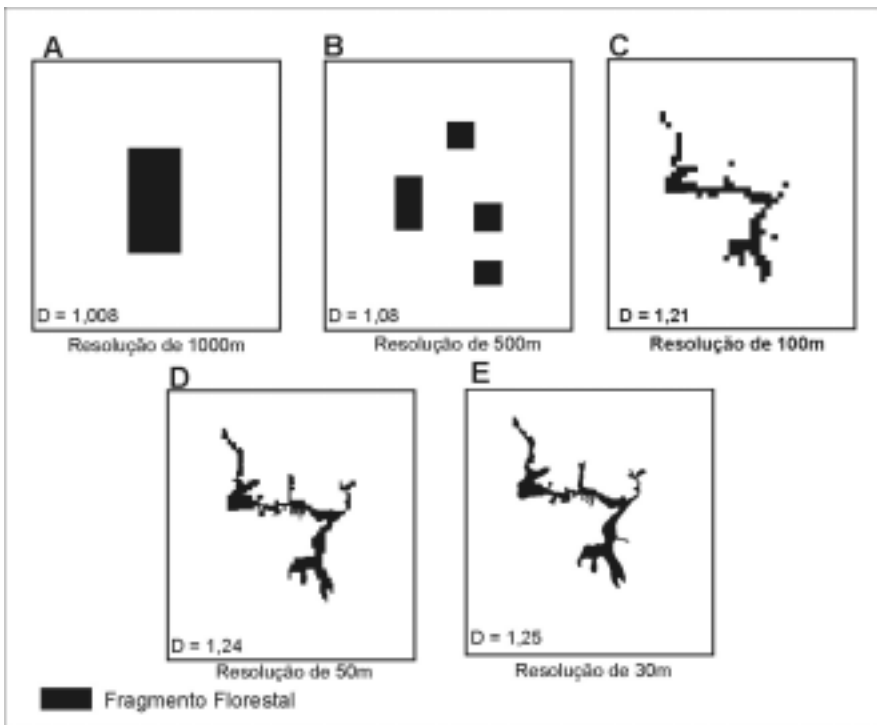 A
D = 1,008
Resolução de 1000m
B
D = 1,08
Resolução de 500m
C
D = 1,21
Resolução de 100m
D
D = 1,24
Resolução de 50m
E
D = 1,25
Resolução de 30m
Fragmento Florestal